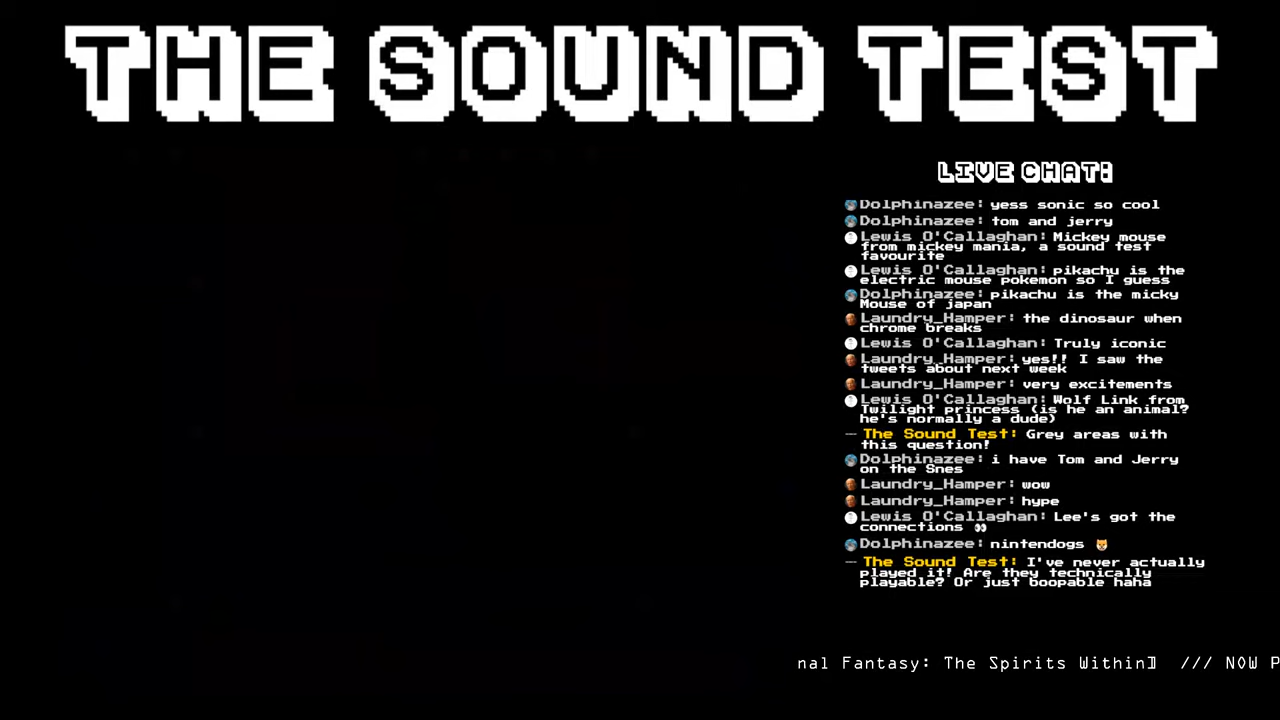 THE SOUND TEST
LIVE CHAT:
Dolphinazee: yess sonic so cool
Dolphinazee: tom and jerry
Lewis O'Callaghan: Mickey mouse
from mickey mania, a sound test
favourite
Lewis O'Callaghan: pikachu is the
electric mouse pokemon so I guess
Dolphinazee: pikachu is the micky
Mouse of japan
Laundry_Hamper: the dinosaur when
chrome breaks
Lewis O'Callaghan: Truly iconic
Laundry_Hamper: yes!! I saw the
tweets about next week
Laundry_Hamper: very excitements
Lewis O'Callaghan: Wolf Link from
Twilight princess (is he an animal?
he's normally a dude)
The Sound Test: Grey areas with
this question!
Dolphinazee: i have Tom and Jerry
on the Snes
Laundry_Hamper: wow
Laundry_Hamper: hype
Lewis O'Callaghan: Lee's got the
connections 👀
Dolphinazee: nintendogs 🐶
The Sound Test: I've never actually
played it! Are they technically
playable? Or just boopable haha
nal Fantasy: The Spirits Within] /// NOW P